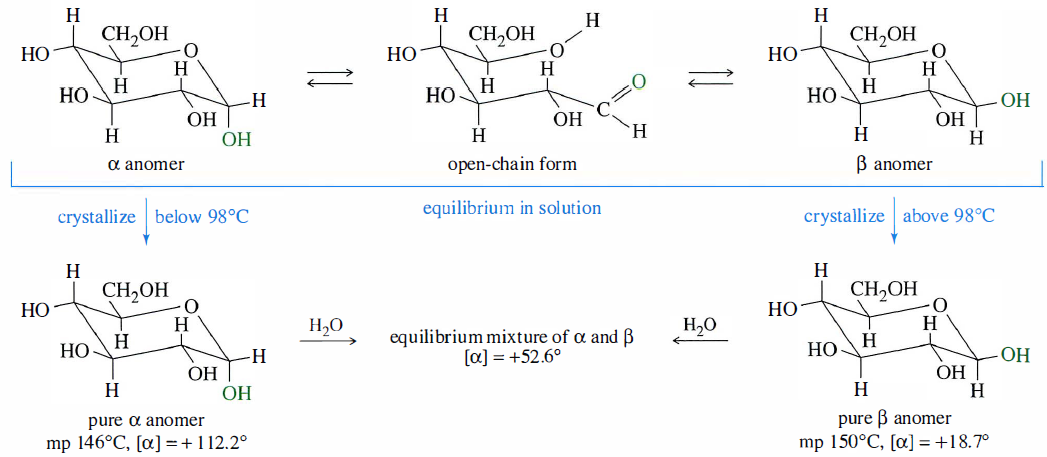 H
CH₂OH
HO
O
H
H
HO
H
OH
H
OH
α anomer
H
CH₂OH
H
HO
O
H
H
O
HO
OH
C
H
H
open-chain form
H
CH₂OH
HO
O
H
H
HO
OH
OH
H
H
β anomer
equilibrium in solution
crystallize below 98°C
crystallize above 98°C
H
CH₂OH
HO
O
H
H
HO
H
OH
H
OH
pure α anomer
mp 146°C, [α] = + 112.2°
H₂O
equilibrium mixture of α and β
[α] = +52.6°
H₂O
H
CH₂OH
HO
O
H
H
HO
OH
OH
H
H
pure β anomer
mp 150°C, [α] = +18.7°